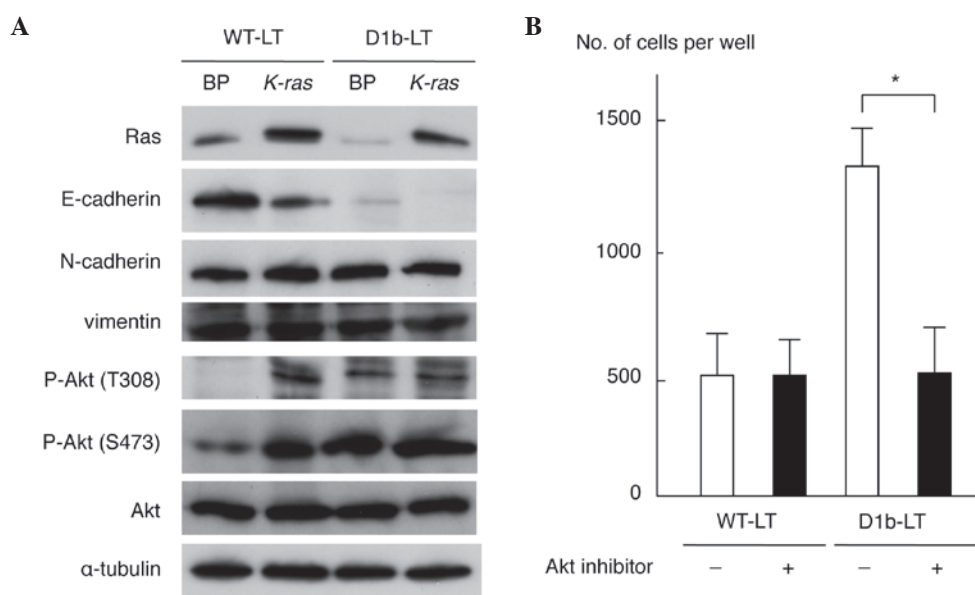 A
WT-LT D1b-LT
BP K-ras BP K-ras
Ras
E-cadherin
N-cadherin
vimentin
P-Akt (T308)
P-Akt (S473)
Akt
α-tubulin
B
No. of cells per well
*
1500
1000
500
0
WT-LT D1b-LT
Akt inhibitor − + − +